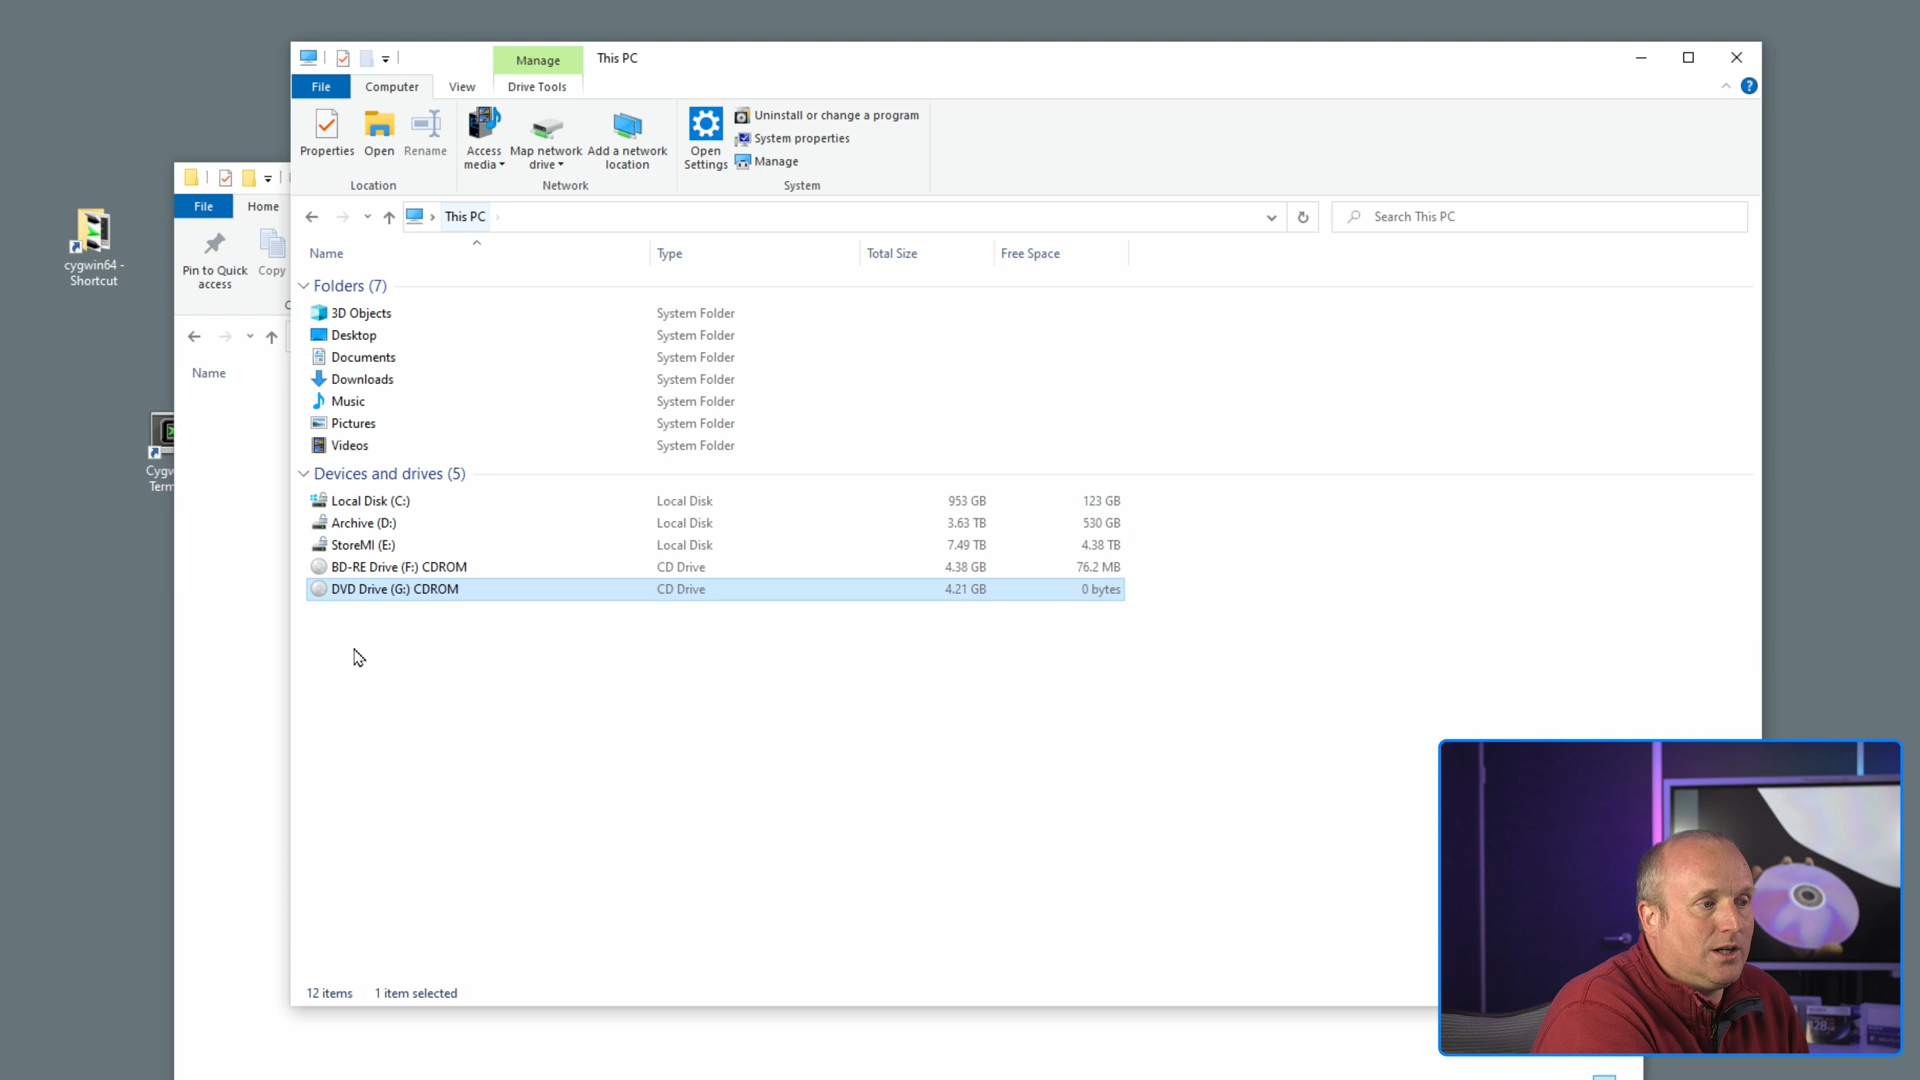 Manage
This PC
File
Computer
View
Drive Tools
Properties
Open
Rename
Access media
Map network drive
Add a network location
Open Settings
Uninstall or change a program
System properties
Manage
Location
Network
System
This PC
Search This PC
Name
Type
Total Size
Free Space
Folders (7)
3D Objects System Folder
Desktop System Folder
Documents System Folder
Downloads System Folder
Music System Folder
Pictures System Folder
Videos System Folder
Devices and drives (5)
Local Disk (C:) Local Disk 953 GB 123 GB
Archive (D:) Local Disk 3.63 TB 530 GB
StoreMI (E:) Local Disk 7.49 TB 4.38 TB
BD-RE Drive (F:) CDROM CD Drive 4.38 GB 76.2 MB
DVD Drive (G:) CDROM CD Drive 4.21 GB 0 bytes
12 items
1 item selected
File
Home
Pin to Quick access
Copy
Name
cygwin64 -
Shortcut
Cygw
Term
128